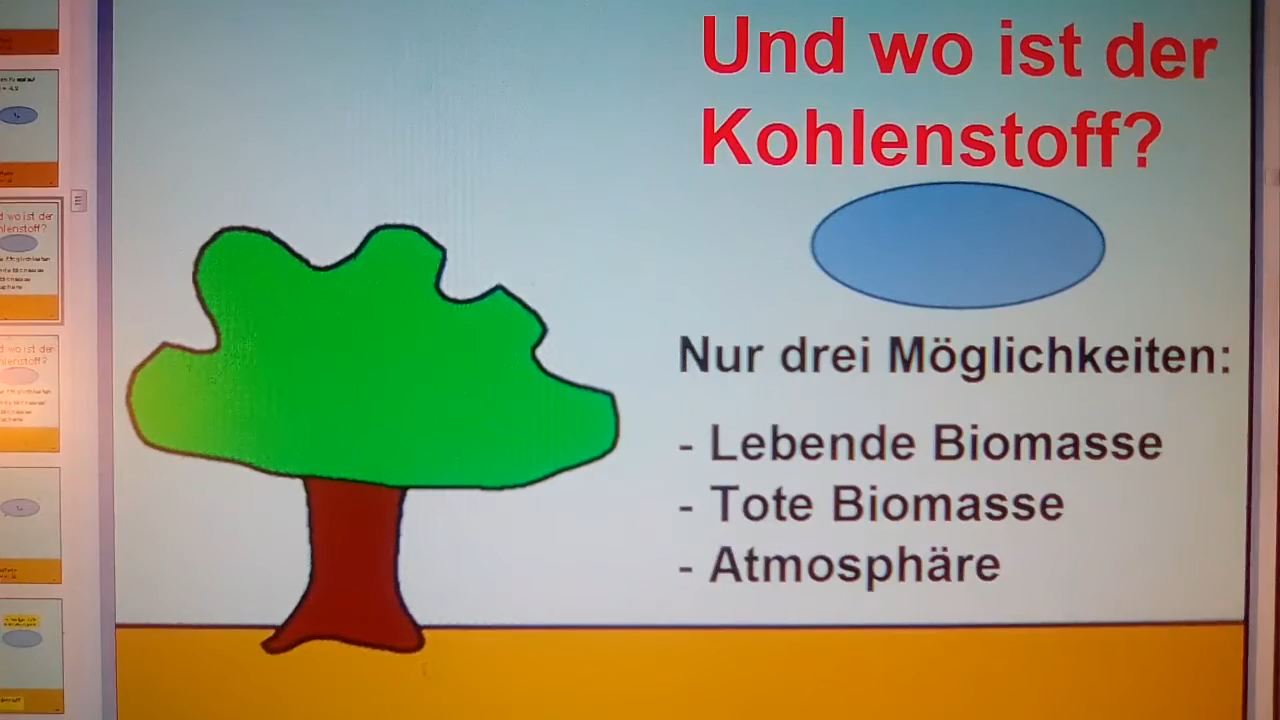 Und wo ist der
Kohlenstoff?
Nur drei Möglichkeiten:
- Lebende Biomasse
- Tote Biomasse
- Atmosphäre